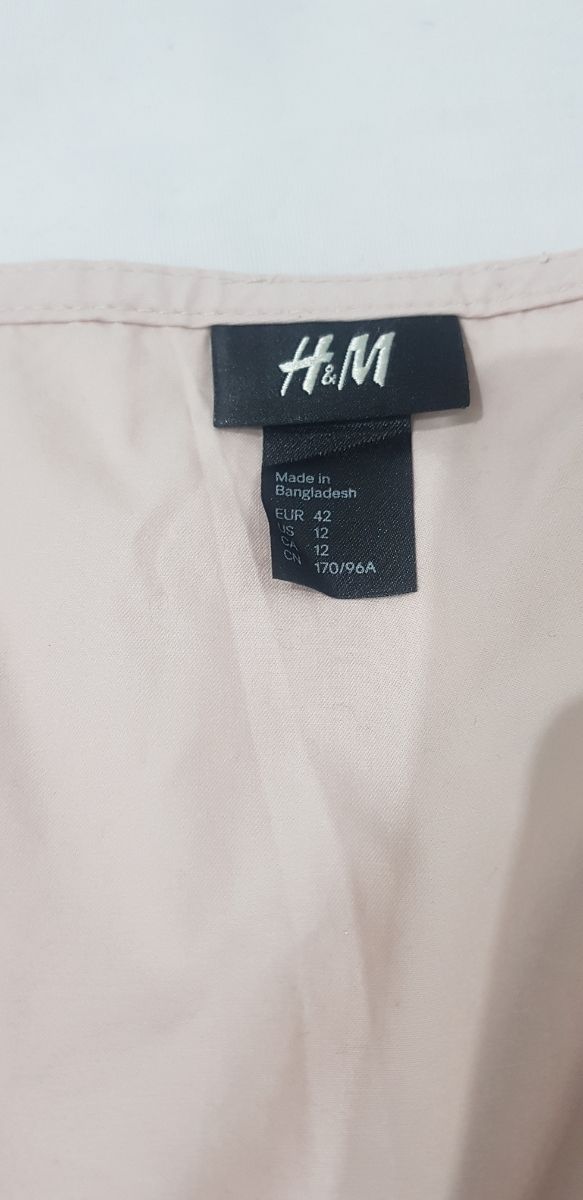 H&M
Made in
Bangladesh
EUR 42
US 12
CA 12
CN 170/96A